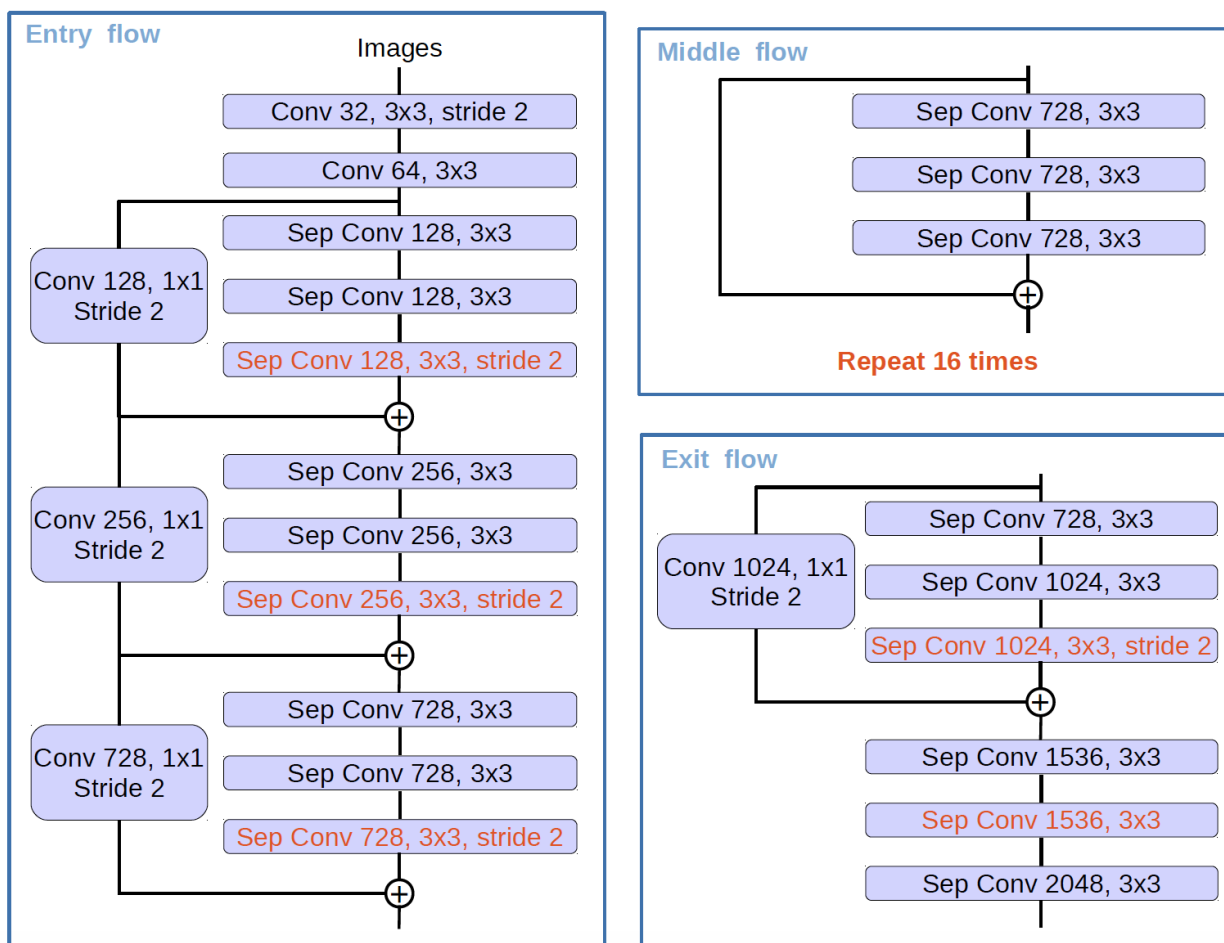 Entry flow
Images
Conv 32, 3x3, stride 2
Conv 64, 3x3
Sep Conv 128, 3x3
Conv 128, 1x1
Stride 2
Sep Conv 128, 3x3
Sep Conv 128, 3x3, stride 2
+
Sep Conv 256, 3x3
Conv 256, 1x1
Stride 2
Sep Conv 256, 3x3
Sep Conv 256, 3x3, stride 2
+
Sep Conv 728, 3x3
Conv 728, 1x1
Stride 2
Sep Conv 728, 3x3
Sep Conv 728, 3x3, stride 2
+
Middle flow
Sep Conv 728, 3x3
Sep Conv 728, 3x3
Sep Conv 728, 3x3
+
Repeat 16 times
Exit flow
Sep Conv 728, 3x3
Conv 1024, 1x1
Stride 2
Sep Conv 1024, 3x3
Sep Conv 1024, 3x3, stride 2
+
Sep Conv 1536, 3x3
Sep Conv 1536, 3x3
Sep Conv 2048, 3x3